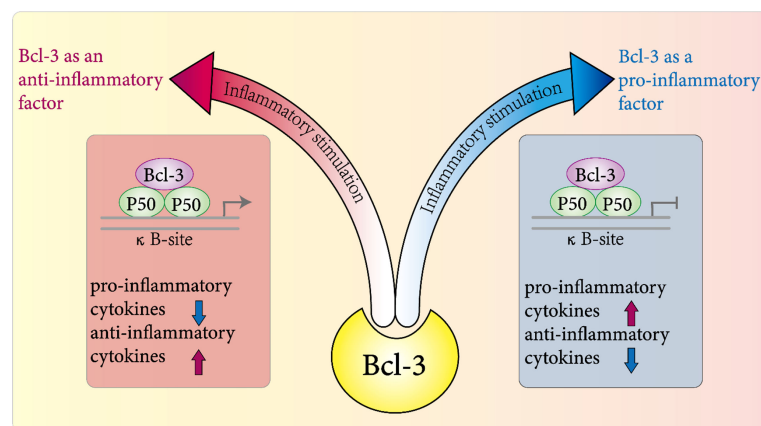 Bcl-3 as an
anti-inflammatory
factor
Inflammatory stimulation
Inflammatory stimulation
Bcl-3 as a
pro-inflammatory
factor
Bcl-3
P50 P50
κ B-site
pro-inflammatory
cytokines
anti-inflammatory
cytokines
Bcl-3
P50 P50
κ B-site
pro-inflammatory
cytokines
anti-inflammatory
cytokines
Bcl-3